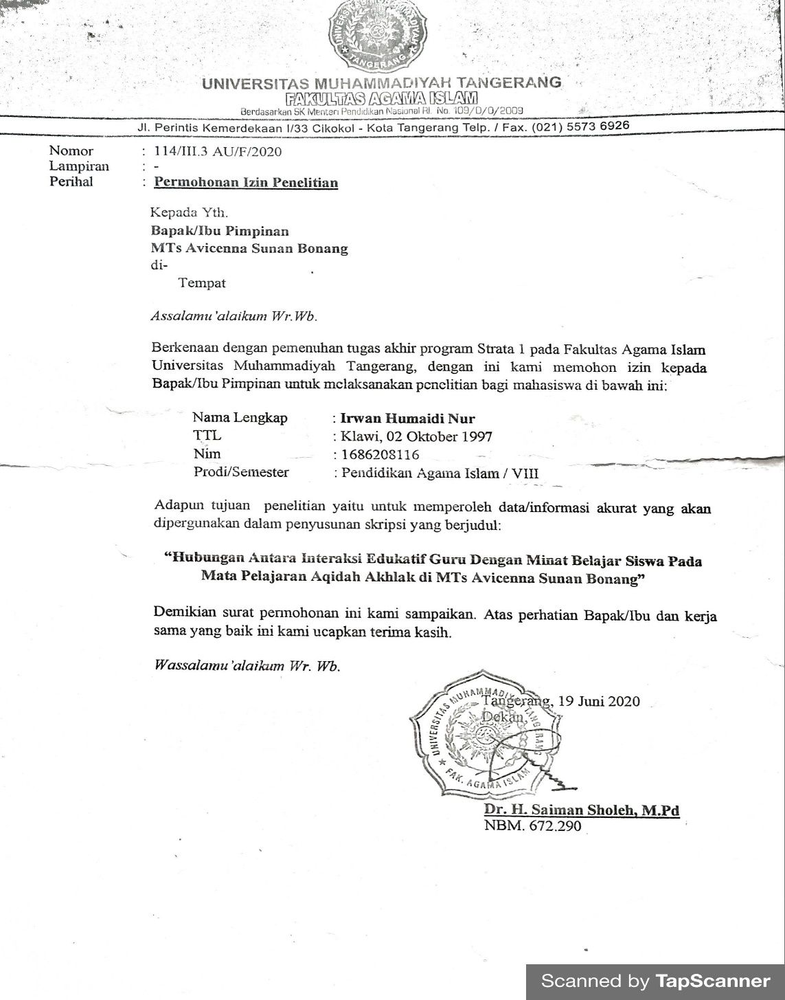 UNIVERSITAS MUHAMMADIYAH
TANGERANG
UNIVERSITAS MUHAMMADIYAH TANGERANG
FAKULTAS AGAMA ISLAM
Berdasarkan SK Menteri Pendidikan Nasional RI. No. 109/D/O/2009
Jl. Perintis Kemerdekaan I/33 Cikokol - Kota Tangerang Telp. / Fax. (021) 5573 6926
Nomor : 114/III.3 AU/F/2020
Lampiran : -
Perihal : Permohonan Izin Penelitian
Kepada Yth.
Bapak/Ibu Pimpinan
MTs Avicenna Sunan Bonang
di-
Tempat
Assalamu'alaikum Wr.Wb.
Berkenaan dengan pemenuhan tugas akhir program Strata 1 pada Fakultas Agama Islam
Universitas Muhammadiyah Tangerang, dengan ini kami memohon izin kepada
Bapak/Ibu Pimpinan untuk melaksanakan penelitian bagi mahasiswa di bawah ini:
Nama Lengkap : Irwan Humaidi Nur
TTL : Klawi, 02 Oktober 1997
Nim : 1686208116
Prodi/Semester : Pendidikan Agama Islam / VIII
Adapun tujuan penelitian yaitu untuk memperoleh data/informasi akurat yang akan
dipergunakan dalam penyusunan skripsi yang berjudul:
“Hubungan Antara Interaksi Edukatif Guru Dengan Minat Belajar Siswa Pada
Mata Pelajaran Aqidah Akhlak di MTs Avicenna Sunan Bonang”
Demikian surat permohonan ini kami sampaikan. Atas perhatian Bapak/Ibu dan kerja
sama yang baik ini kami ucapkan terima kasih.
Wassalamu'alaikum Wr. Wb.
Tangerang, 19 Juni 2020
Dekan,
UNIVERSITAS MUHAMMADIYAH TANGERANG
FAK. AGAMA ISLAM
Dr. H. Saiman Sholeh, M.Pd
NBM. 672.290
Scanned by TapScanner